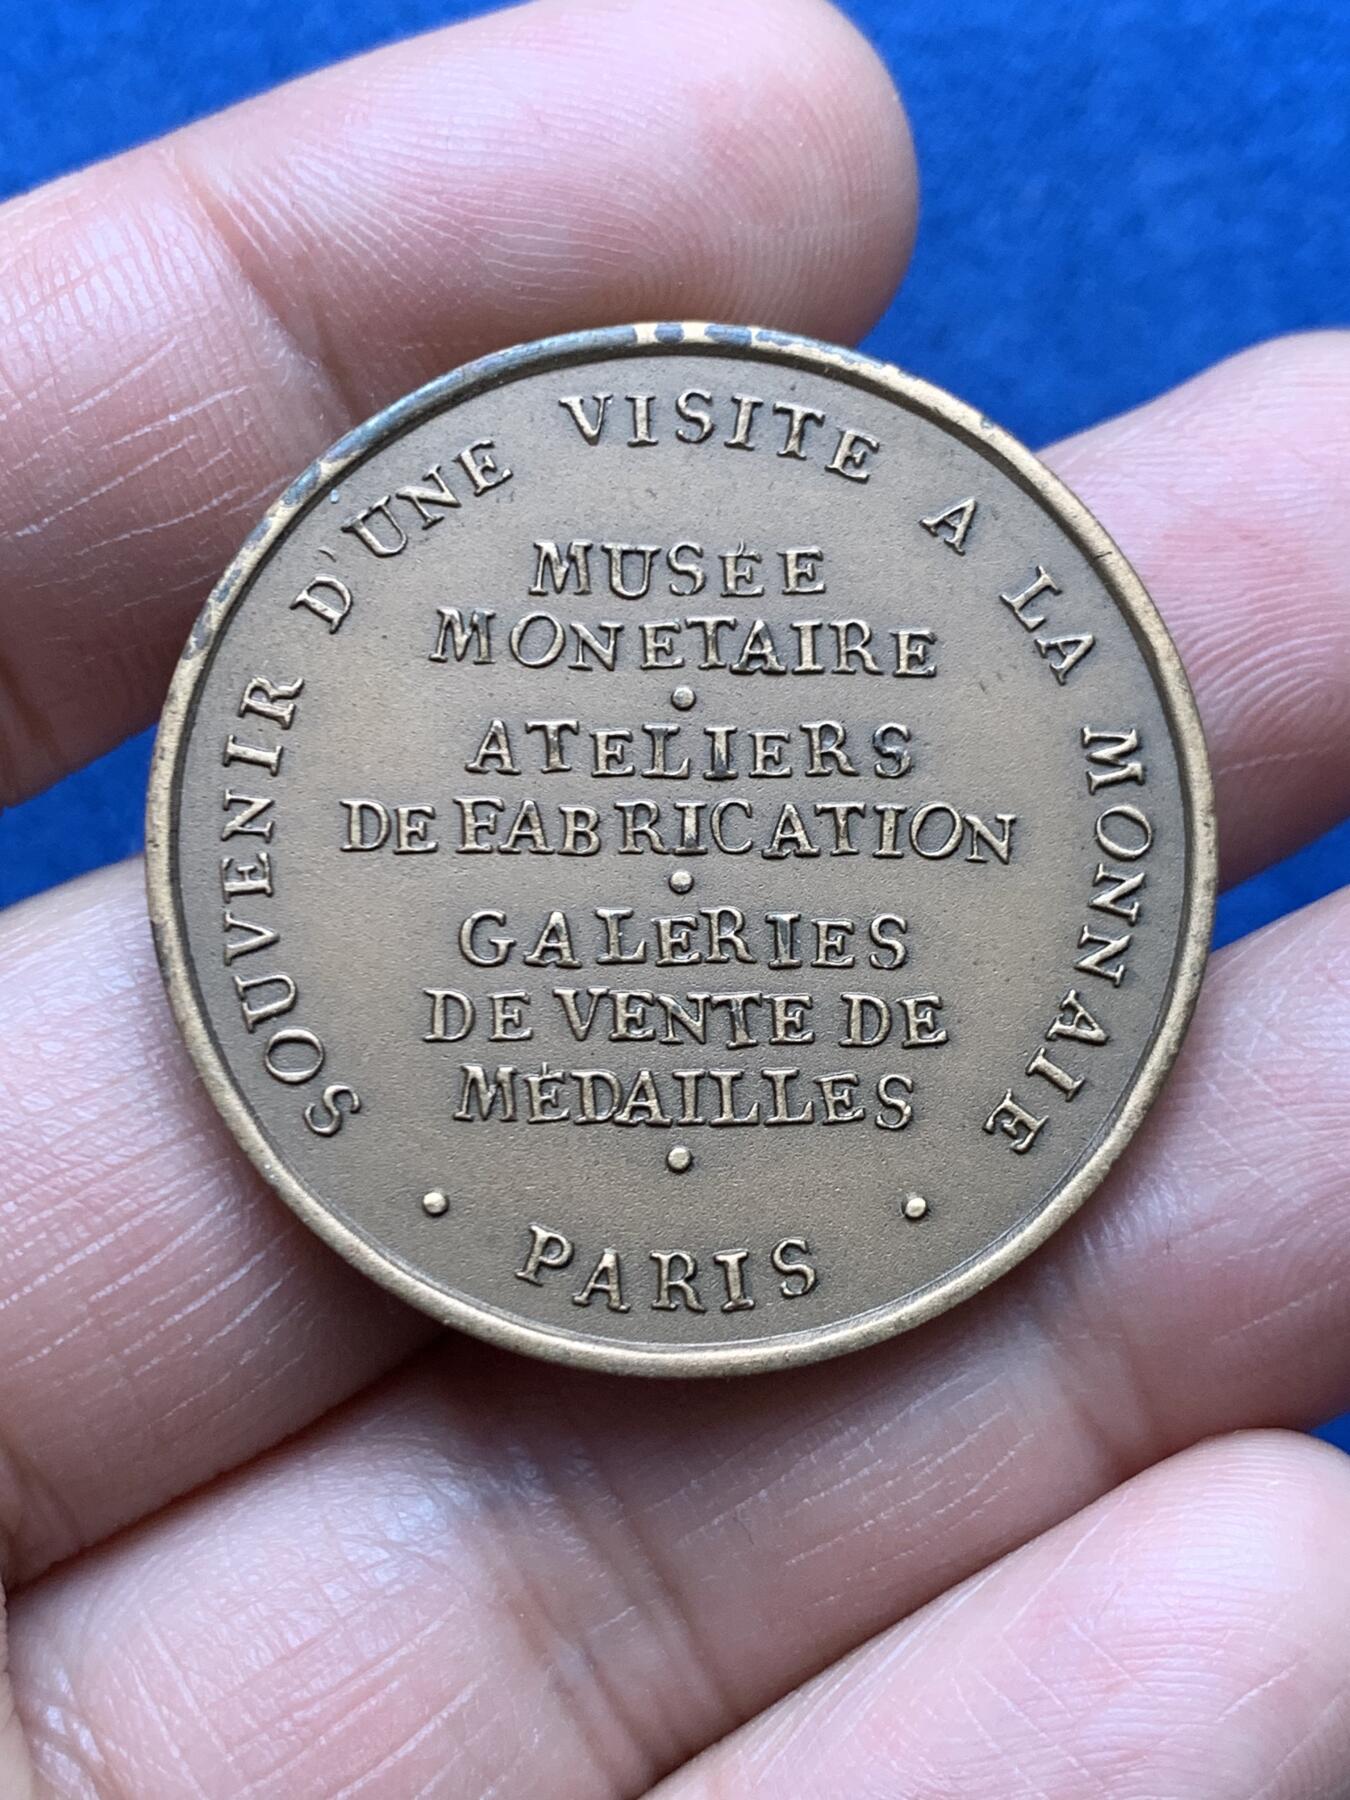 SOUVENIR D'UNE VISITE A LA MONNAIE
MUSÉE
MONETAIRE
ATELIERS
DE FABRICATION
GALERIES
DE VENTE DE
MÉDAILLES
PARIS